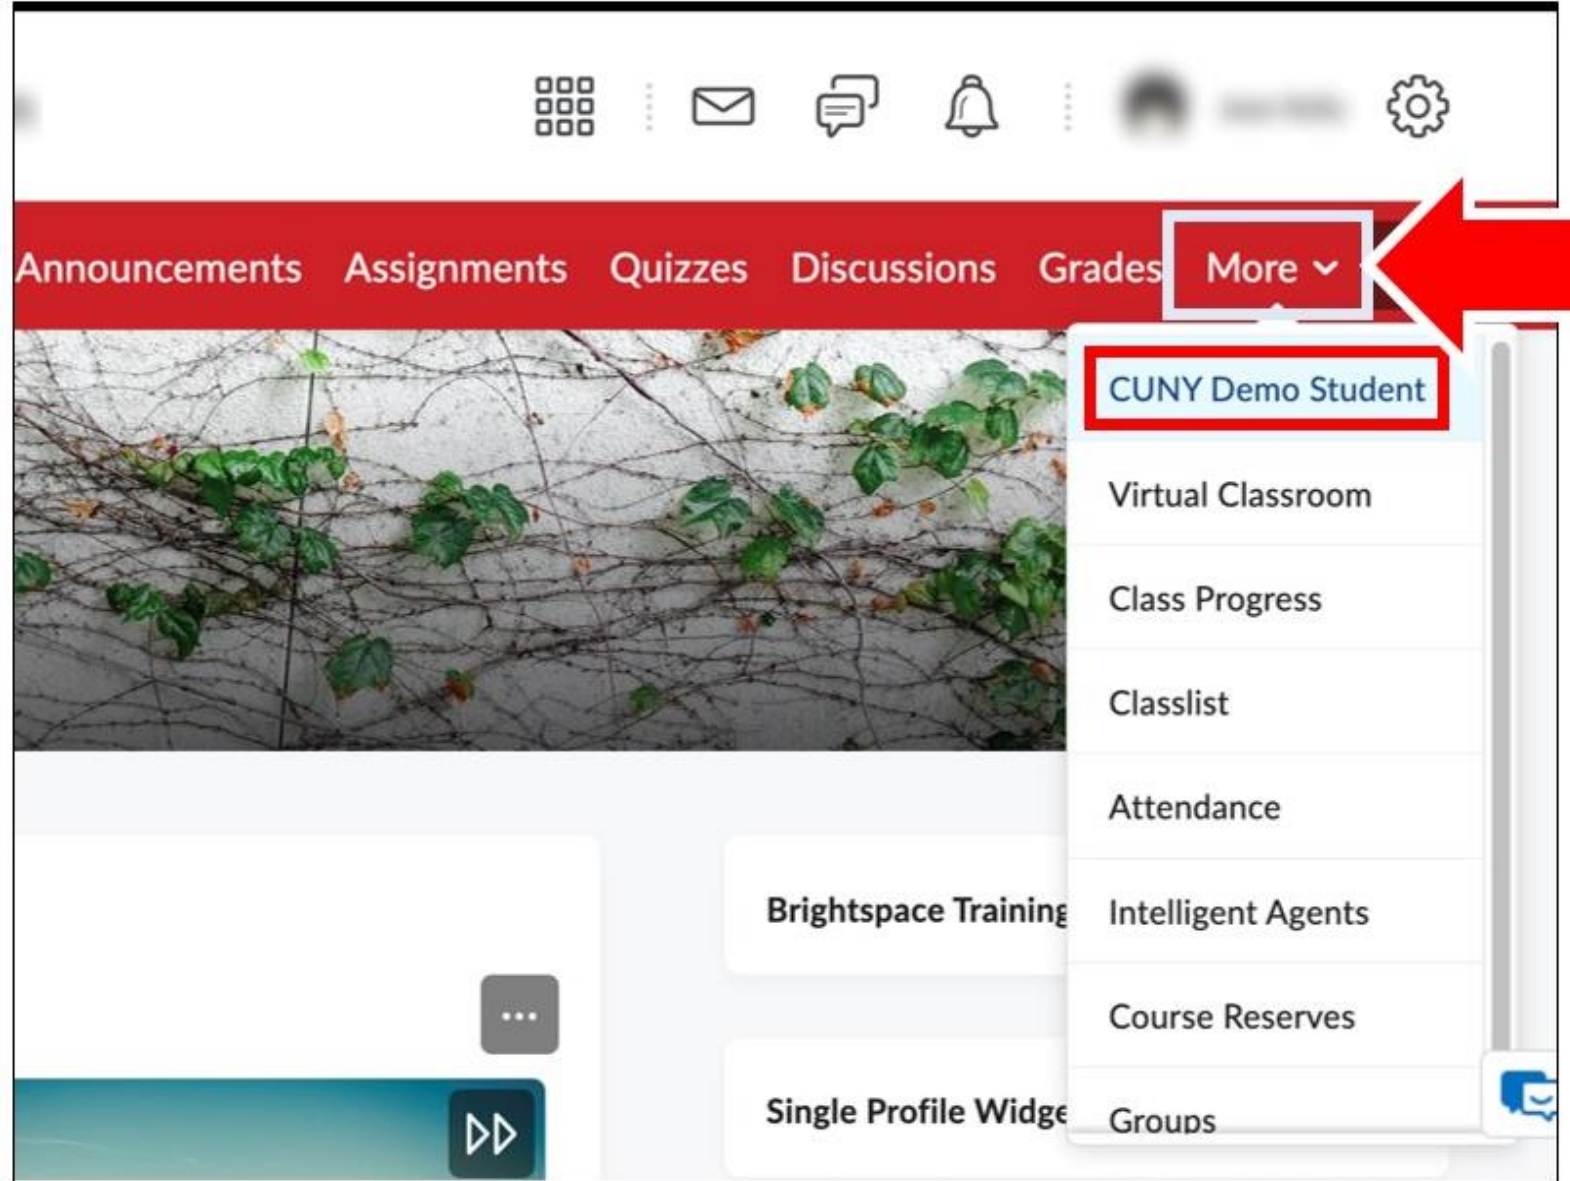 Announcements Assignments Quizzes Discussions Grades More
CUNY Demo Student
Virtual Classroom
Class Progress
Classlist
Attendance
Intelligent Agents
Course Reserves
Groups
Brightspace Training
Single Profile Widge